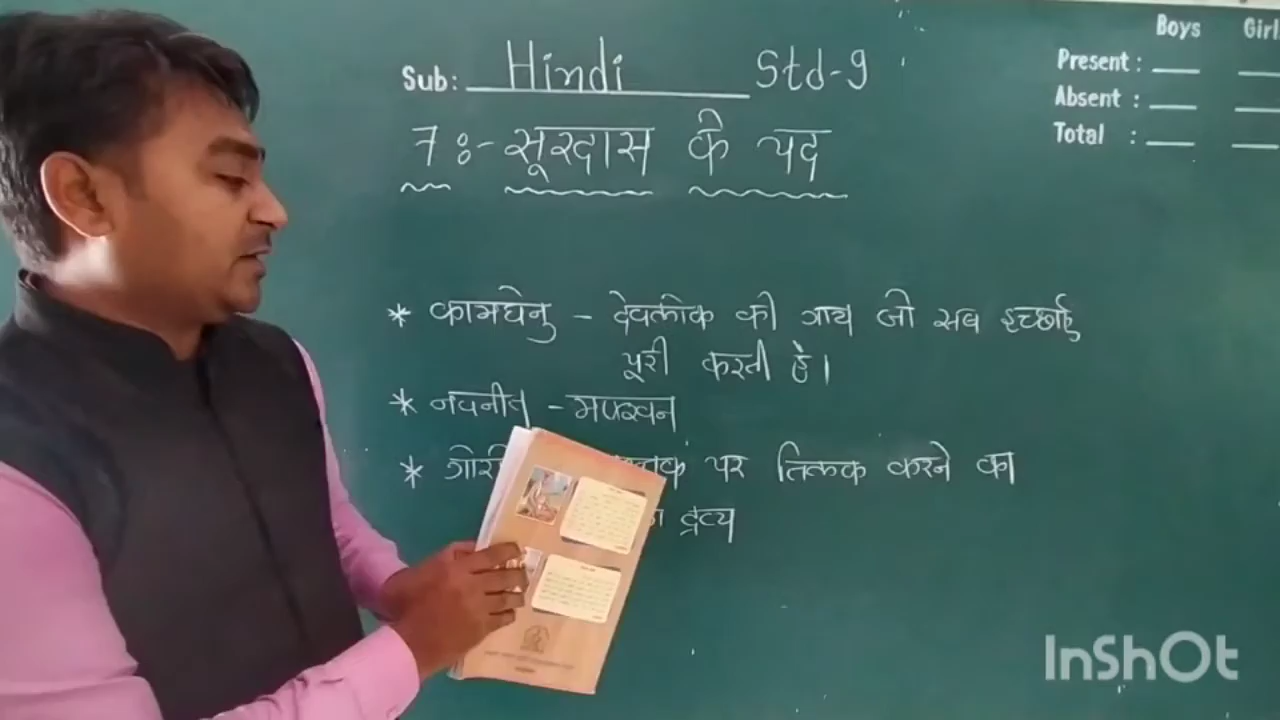 Sub: Hindi Std-9
Boys Girl
Present :
Absent :
Total :
7 :- सूरदास के पद
* कामधेनु - देवलोक की गाय जो सब इच्छाएँ
पूरी करती है।
* नवनीत - मक्खन
* पर तिलक करने का
द्रव्य
InShOt